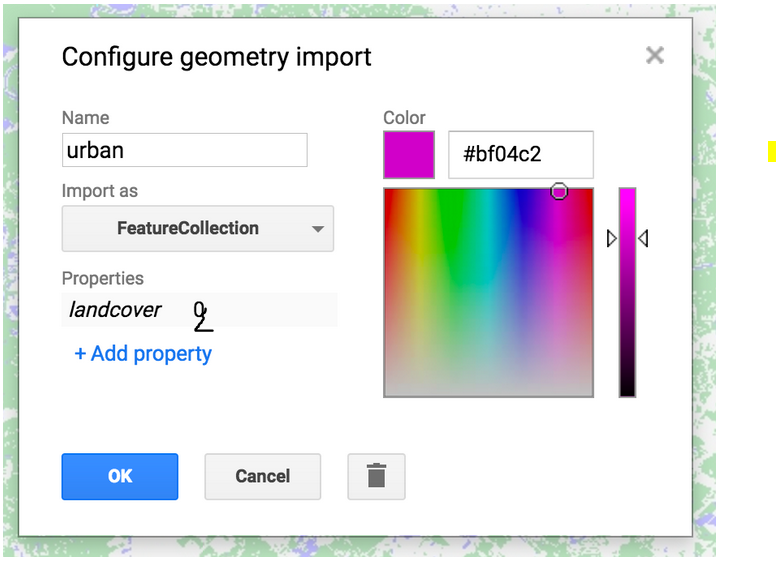 Configure geometry import
Name
Color
urban
#bf04c2
Import as
FeatureCollection
Properties
landcover 0
2
+ Add property
OK
Cancel